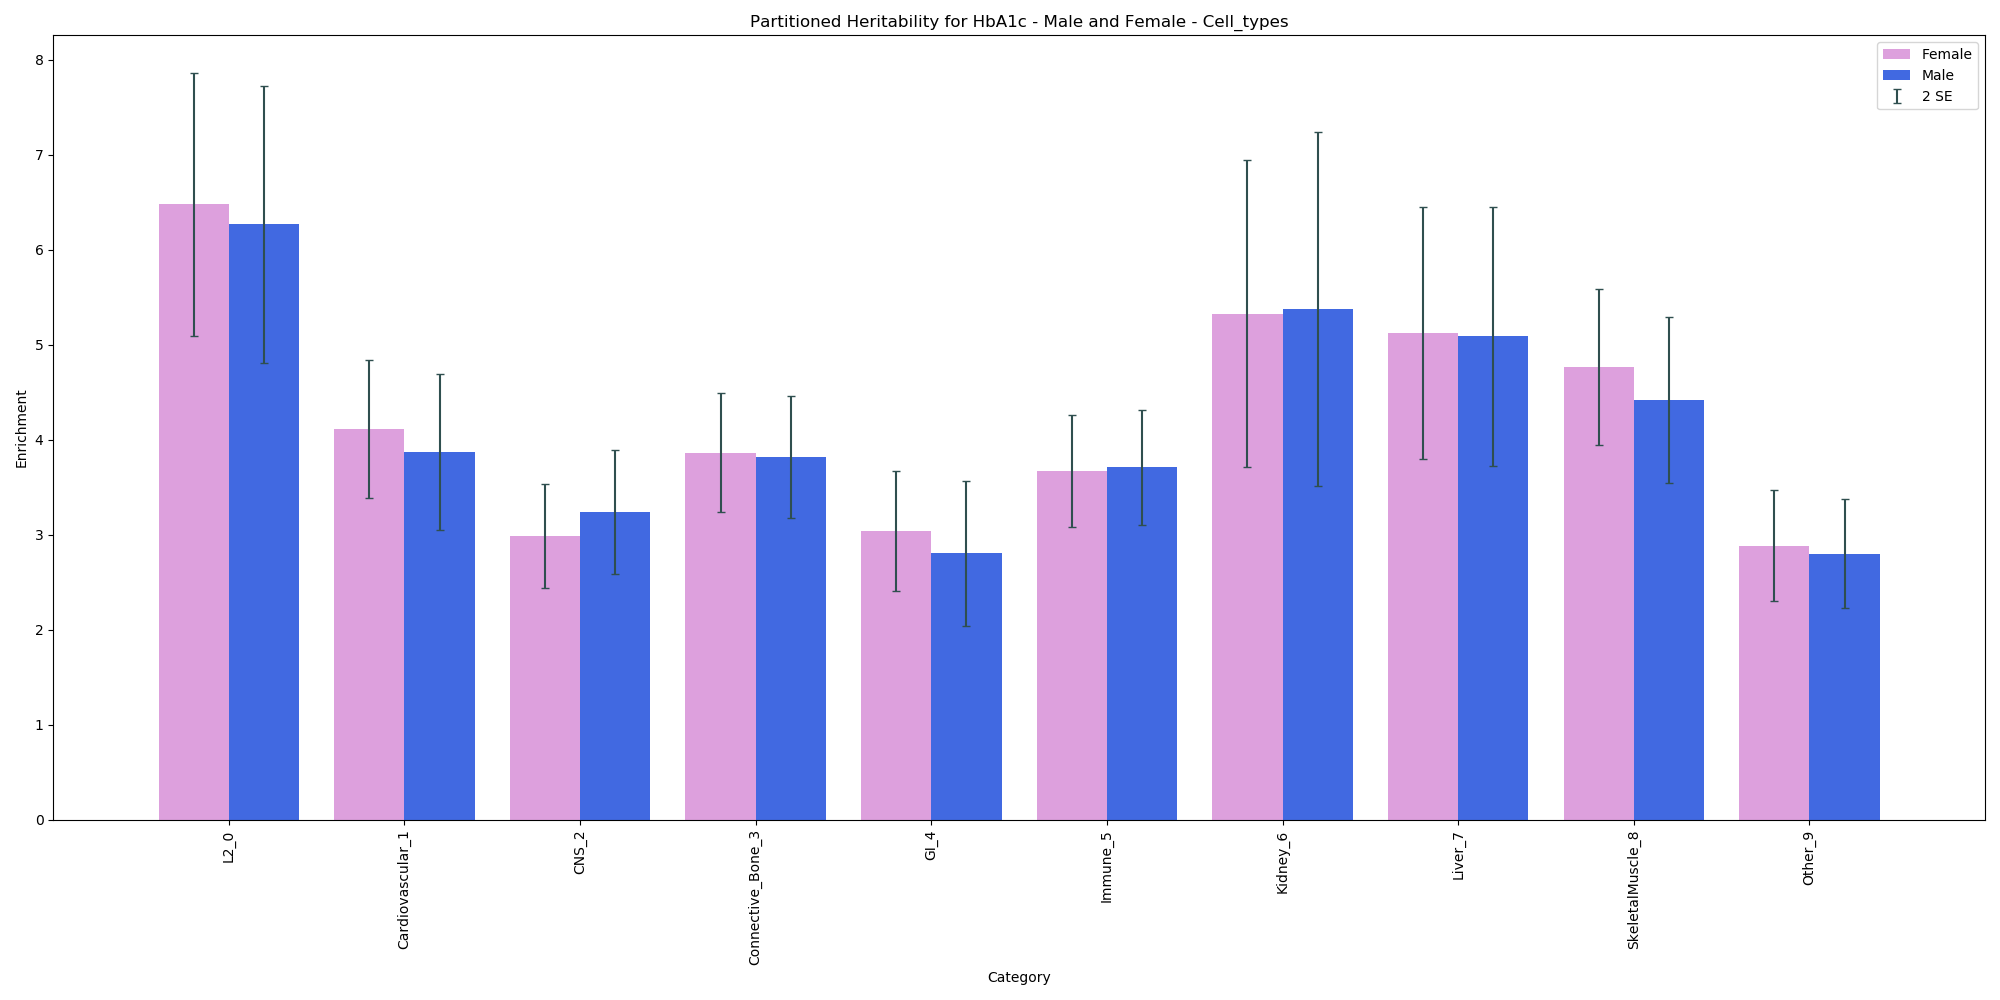 Partitioned Heritability for HbA1c - Male and Female - Cell_types
Female
Male
2 SE
Enrichment
8
7
6
5
4
3
2
1
0
L2_0
Cardiovascular_1
CNS_2
Connective_Bone_3
GI_4
Immune_5
Kidney_6
Liver_7
SkeletalMuscle_8
Other_9
Category